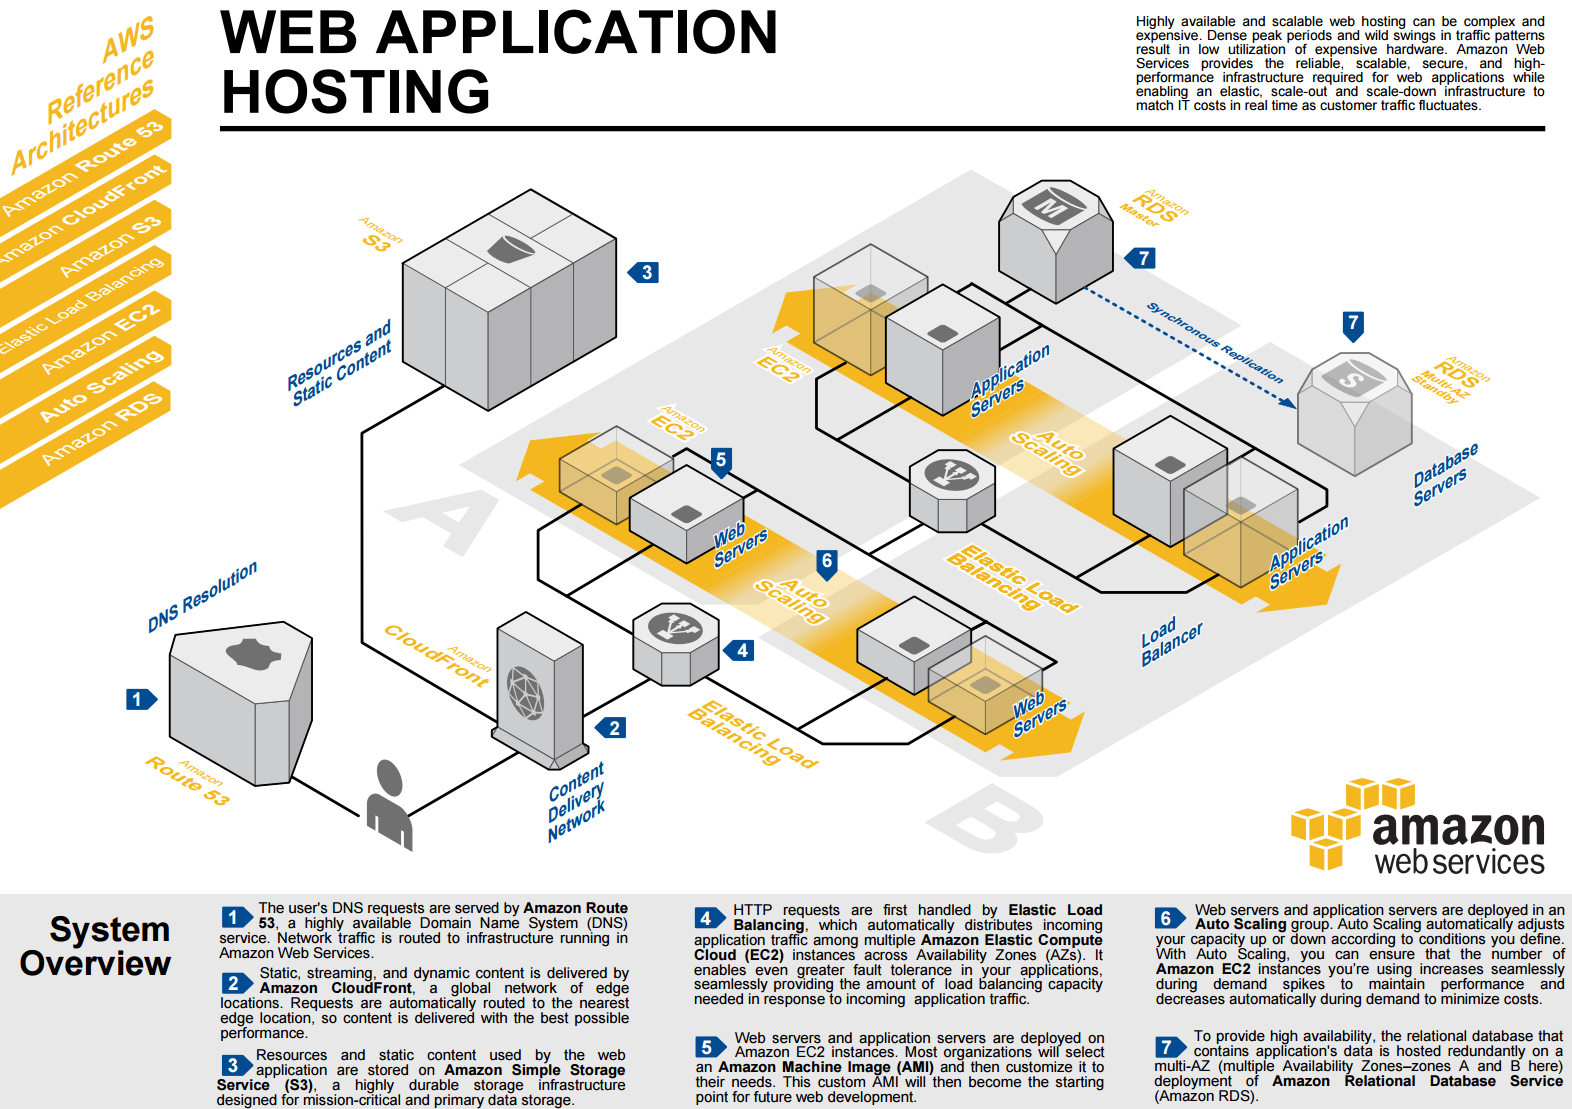 AWS
Reference
Architectures
Amazon Route 53
Amazon CloudFront
Amazon S3
Elastic Load Balancing
Amazon EC2
Auto Scaling
Amazon RDS
WEB APPLICATION
HOSTING
Highly available and scalable web hosting can be complex and
expensive. Dense peak periods and wild swings in traffic patterns
result in low utilization of expensive hardware. Amazon Web
Services provides the reliable, scalable, secure, and high-
performance infrastructure required for web applications while
enabling an elastic, scale-out and scale-down infrastructure to
match IT costs in real time as customer traffic fluctuates.
Amazon
S3
3
Resources and
Static Content
M
Amazon
RDS
Master
7
Synchronous Replication
7
S
Amazon
RDS
Multi-AZ
Standby
Database
Servers
Amazon
EC2
Application
Servers
Auto
Scaling
Application
Servers
Amazon
EC2
5
Web
Servers
6
Auto
Scaling
Elastic Load
Balancing
Load
Balancer
Web
Servers
A
B
DNS Resolution
1
Amazon
Route 53
Amazon
CloudFront
2
Content
Delivery
Network
4
Elastic Load
Balancing
amazon
webservices
System
Overview
1 The user's DNS requests are served by Amazon Route
53, a highly available Domain Name System (DNS)
service. Network traffic is routed to infrastructure running in
Amazon Web Services.
2 Static, streaming, and dynamic content is delivered by
Amazon CloudFront, a global network of edge
locations. Requests are automatically routed to the nearest
edge location, so content is delivered with the best possible
performance.
3 Resources and static content used by the web
application are stored on Amazon Simple Storage
Service (S3), a highly durable storage infrastructure
designed for mission-critical and primary data storage.
4 HTTP requests are first handled by Elastic Load
Balancing, which automatically distributes incoming
application traffic among multiple Amazon Elastic Compute
Cloud (EC2) instances across Availability Zones (AZs). It
enables even greater fault tolerance in your applications,
seamlessly providing the amount of load balancing capacity
needed in response to incoming application traffic.
5 Web servers and application servers are deployed on
Amazon EC2 instances. Most organizations will select
an Amazon Machine Image (AMI) and then customize it to
their needs. This custom AMI will then become the starting
point for future web development.
6 Web servers and application servers are deployed in an
Auto Scaling group. Auto Scaling automatically adjusts
your capacity up or down according to conditions you define.
With Auto Scaling, you can ensure that the number of
Amazon EC2 instances you're using increases seamlessly
during demand spikes to maintain performance and
decreases automatically during demand to minimize costs.
7 To provide high availability, the relational database that
contains application's data is hosted redundantly on a
multi-AZ (multiple Availability Zones–zones A and B here)
deployment of Amazon Relational Database Service
(Amazon RDS).